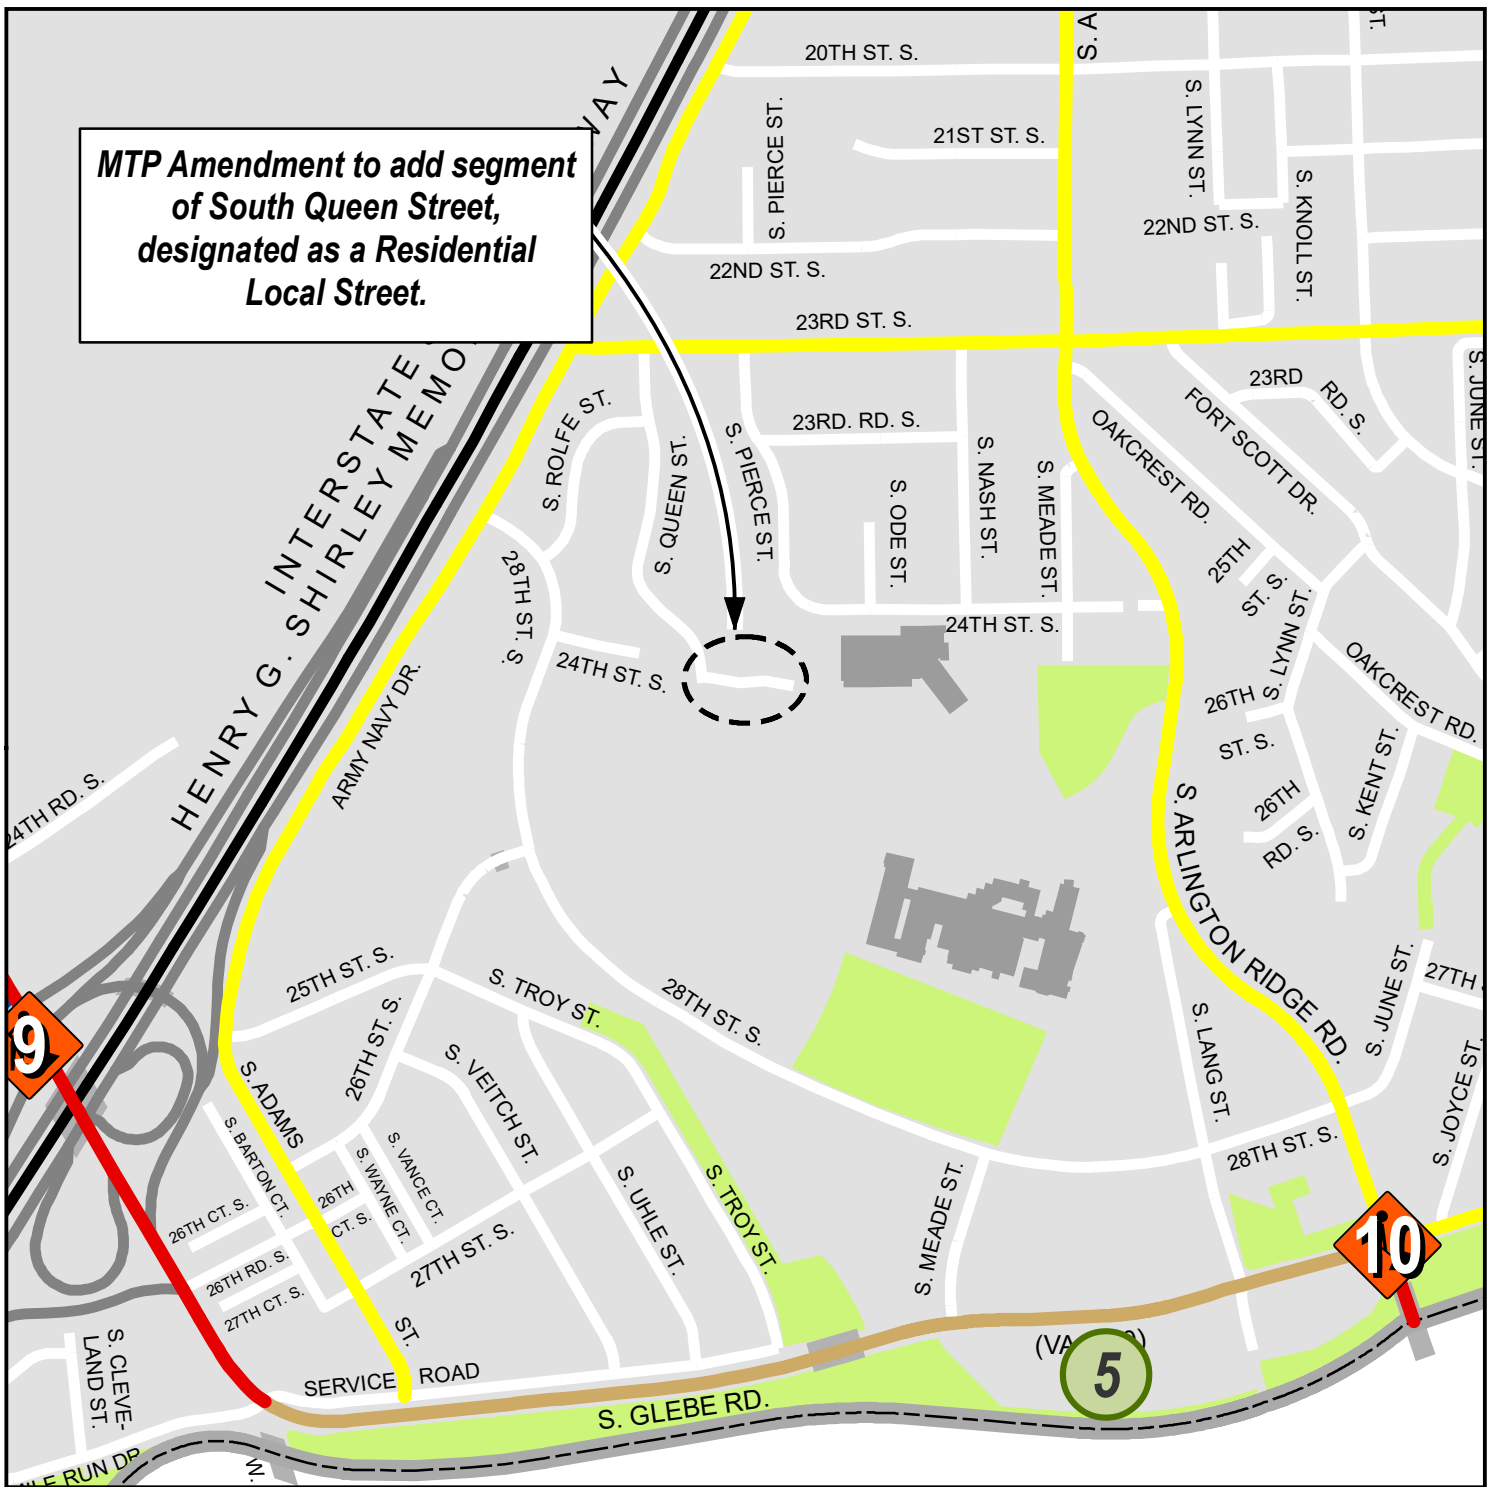 MTP Amendment to add segment
of South Queen Street,
designated as a Residential
Local Street.
20TH ST. S.
S. A
ST.
21ST ST. S.
S. PIERCE ST.
S. LYNN ST.
S. KNOLL ST.
22ND ST. S.
22ND ST. S.
23RD ST. S.
INTERSTATE
HENRY G. SHIRLEY MEMO
WAY
S. ROLFE ST.
S. QUEEN ST.
S. PIERCE ST.
23RD. RD. S.
S. ODE ST.
S. NASH ST.
S. MEADE ST.
24TH ST. S.
OAKCREST RD.
FORT SCOTT DR.
23RD
RD. S.
S. JUNE ST.
25TH
ST. S.
S. LYNN ST.
OAKCREST RD.
26TH
ST. S.
26TH
RD. S.
S. KENT ST.
28TH ST. S.
24TH ST. S.
ARMY NAVY DR.
24TH RD. S.
S. ARLINGTON RIDGE RD.
25TH ST. S.
S. TROY ST.
28TH ST. S.
26TH ST. S.
S. VEITCH ST.
S. LANG ST.
S. JUNE ST.
27TH
S. JOYCE ST.
28TH ST. S.
9
S. ADAMS
ST.
S. BARTON CT.
S. VANCE CT.
S. WAYNE CT.
26TH CT. S.
26TH
CT. S.
26TH RD. S.
27TH CT. S.
27TH ST. S.
S. UHLE ST.
S. TROY ST.
S. MEADE ST.
10
S. CLEVE-
LAND ST.
SERVICE ROAD
S. GLEBE RD.
(VA
)
5
RUN DR
W.